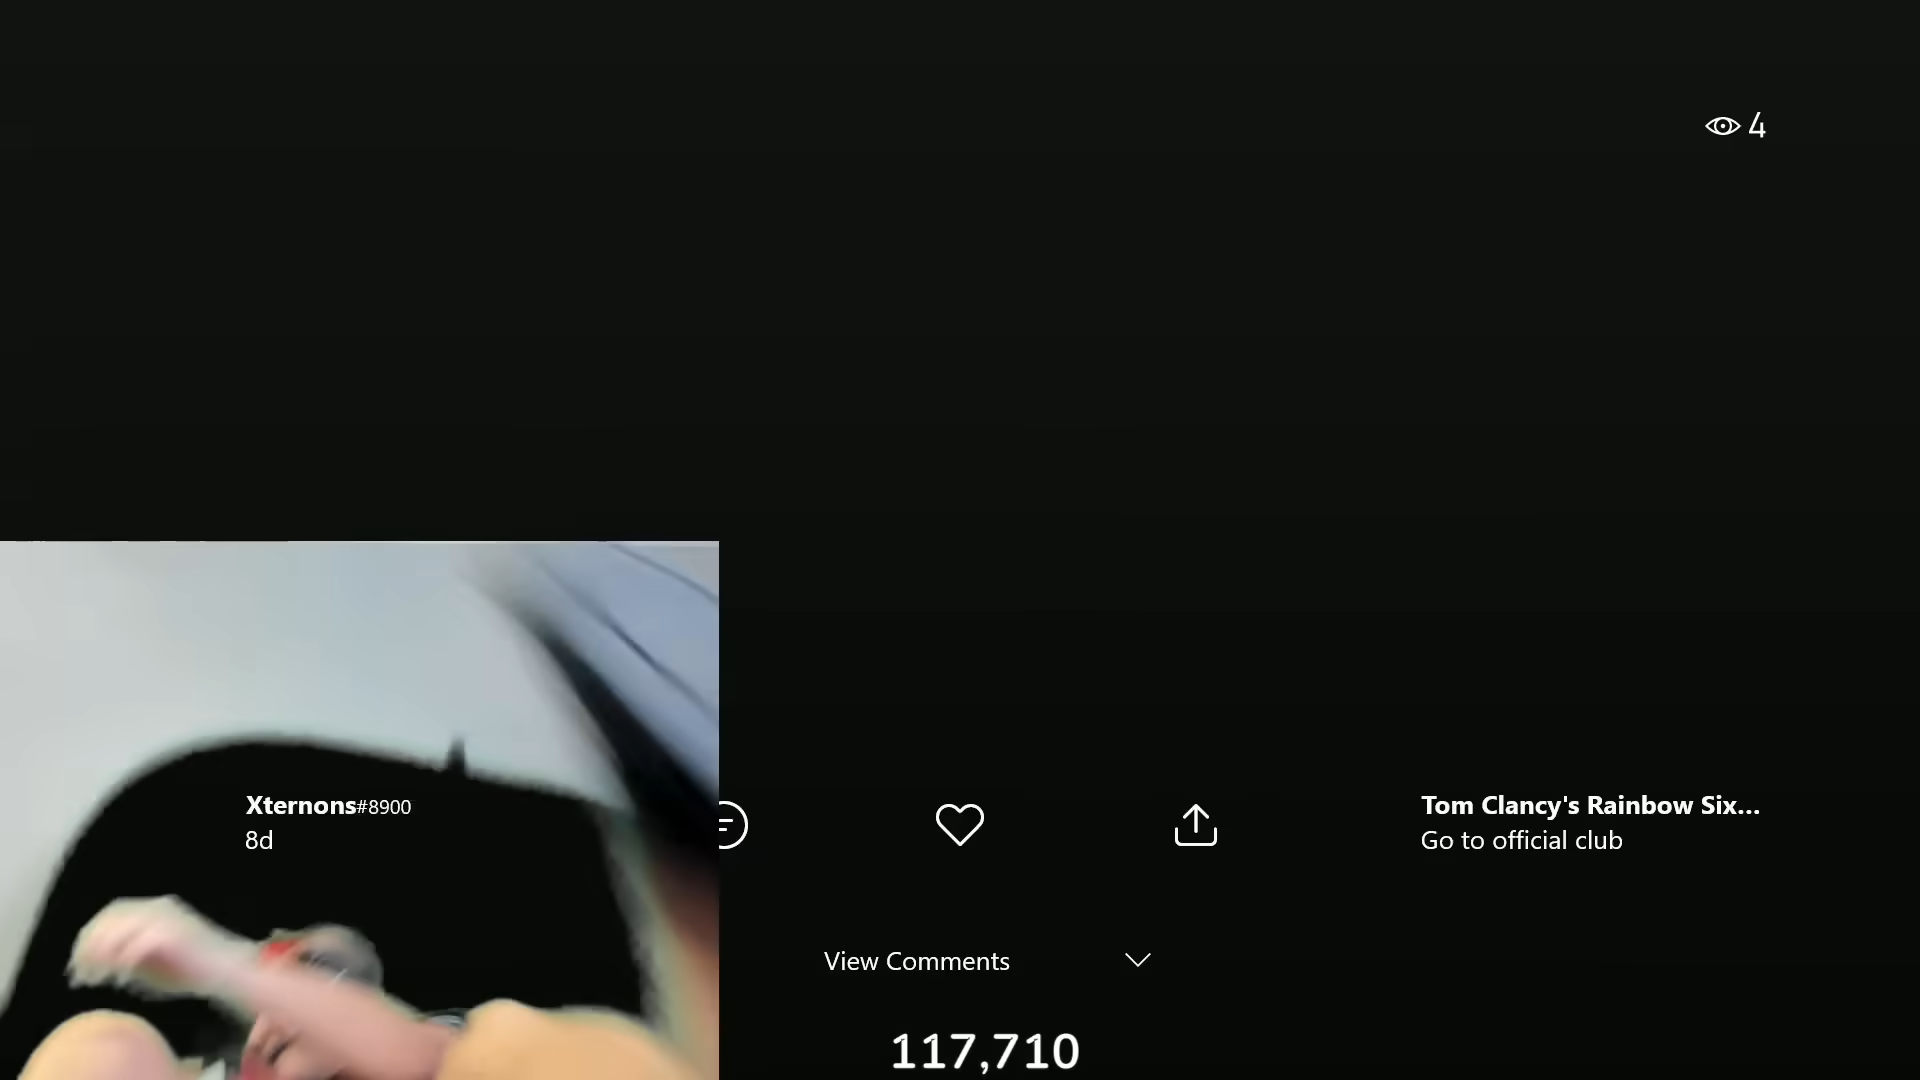 4
Xternons#8900
8d
Tom Clancy's Rainbow Six...
Go to official club
View Comments
117,710